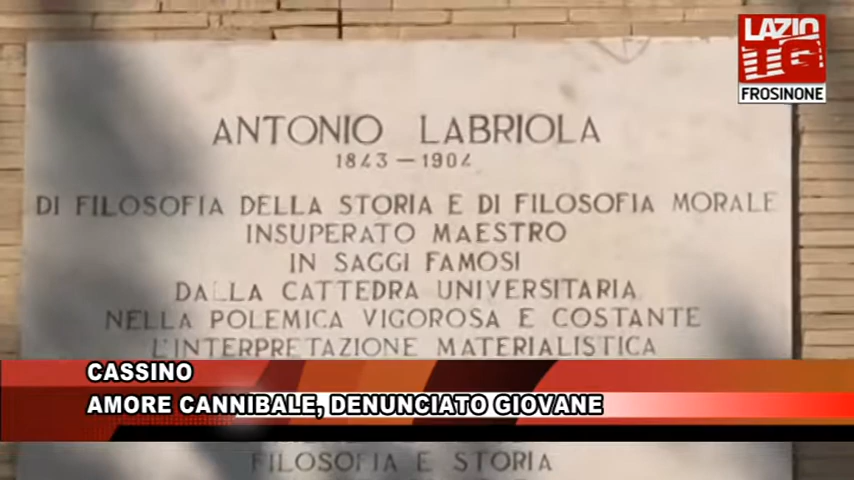 LAZIO
TG
FROSINONE
ANTONIO LABRIOLA
1843 – 1904
DI FILOSOFIA DELLA STORIA E DI FILOSOFIA MORALE
INSUPERATO MAESTRO
IN SAGGI FAMOSI
DALLA CATTEDRA UNIVERSITARIA
NELLA POLEMICA VIGOROSA E COSTANTE
L'INTERPRETAZIONE MATERIALISTICA
CASSINO
AMORE CANNIBALE, DENUNCIATO GIOVANE
FILOSOFIA E STORIA